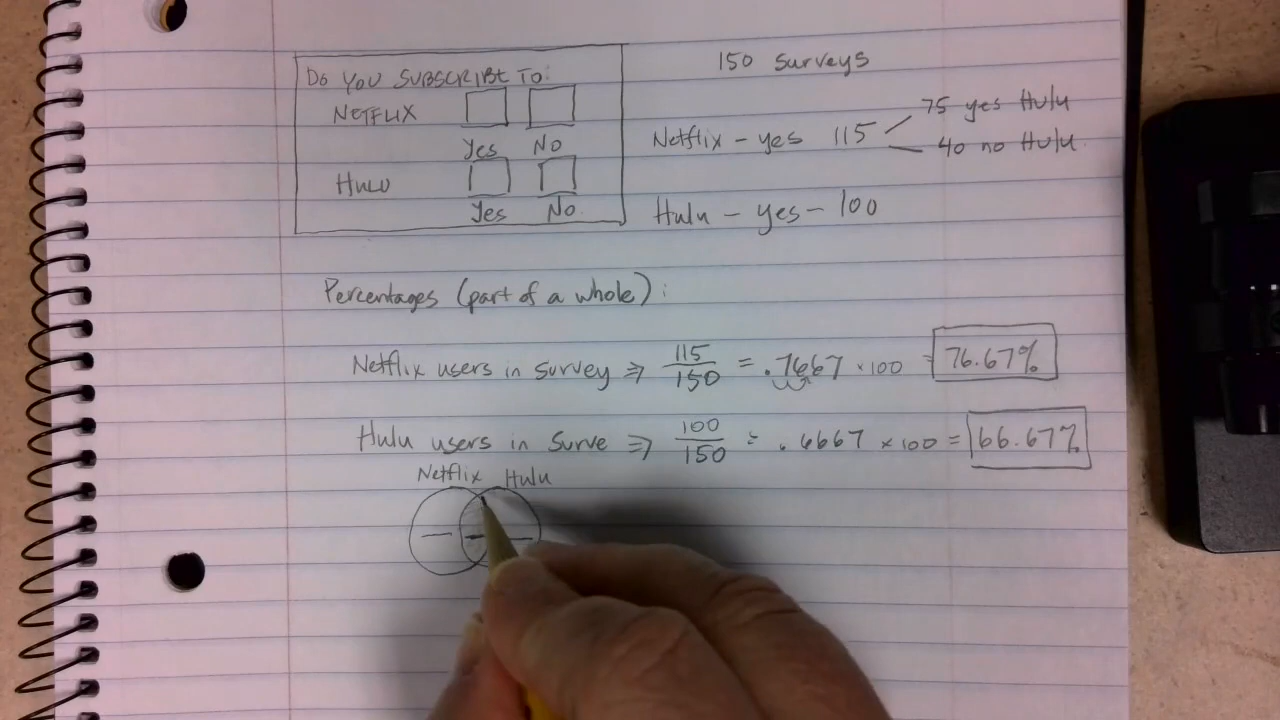 Do You SUBSCRIBE TO:
NETFLIX
Yes No
HULU
Yes No
150 Surveys
Netflix - yes 115
75 yes Hulu
40 no Hulu
Hulu - yes - 100
Percentages (part of a whole):
Netflix users in survey ⇒ 115/150 = .7667 × 100 = 76.67%
Hulu users in Surve ⇒ 100/150 = .6667 × 100 = 66.67%
Netflix Hulu